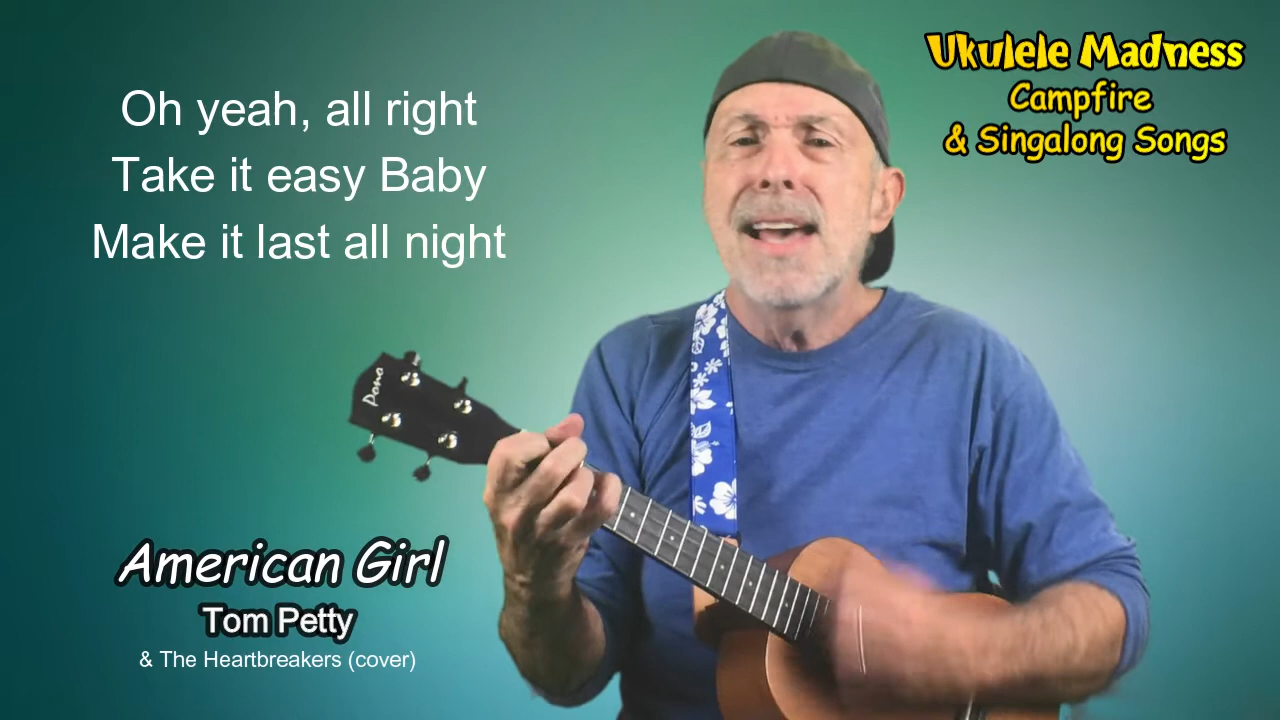 Ukulele Madness
Campfire
& Singalong Songs
Oh yeah, all right
Take it easy Baby
Make it last all night
Pono
American Girl
Tom Petty
& The Heartbreakers (cover)